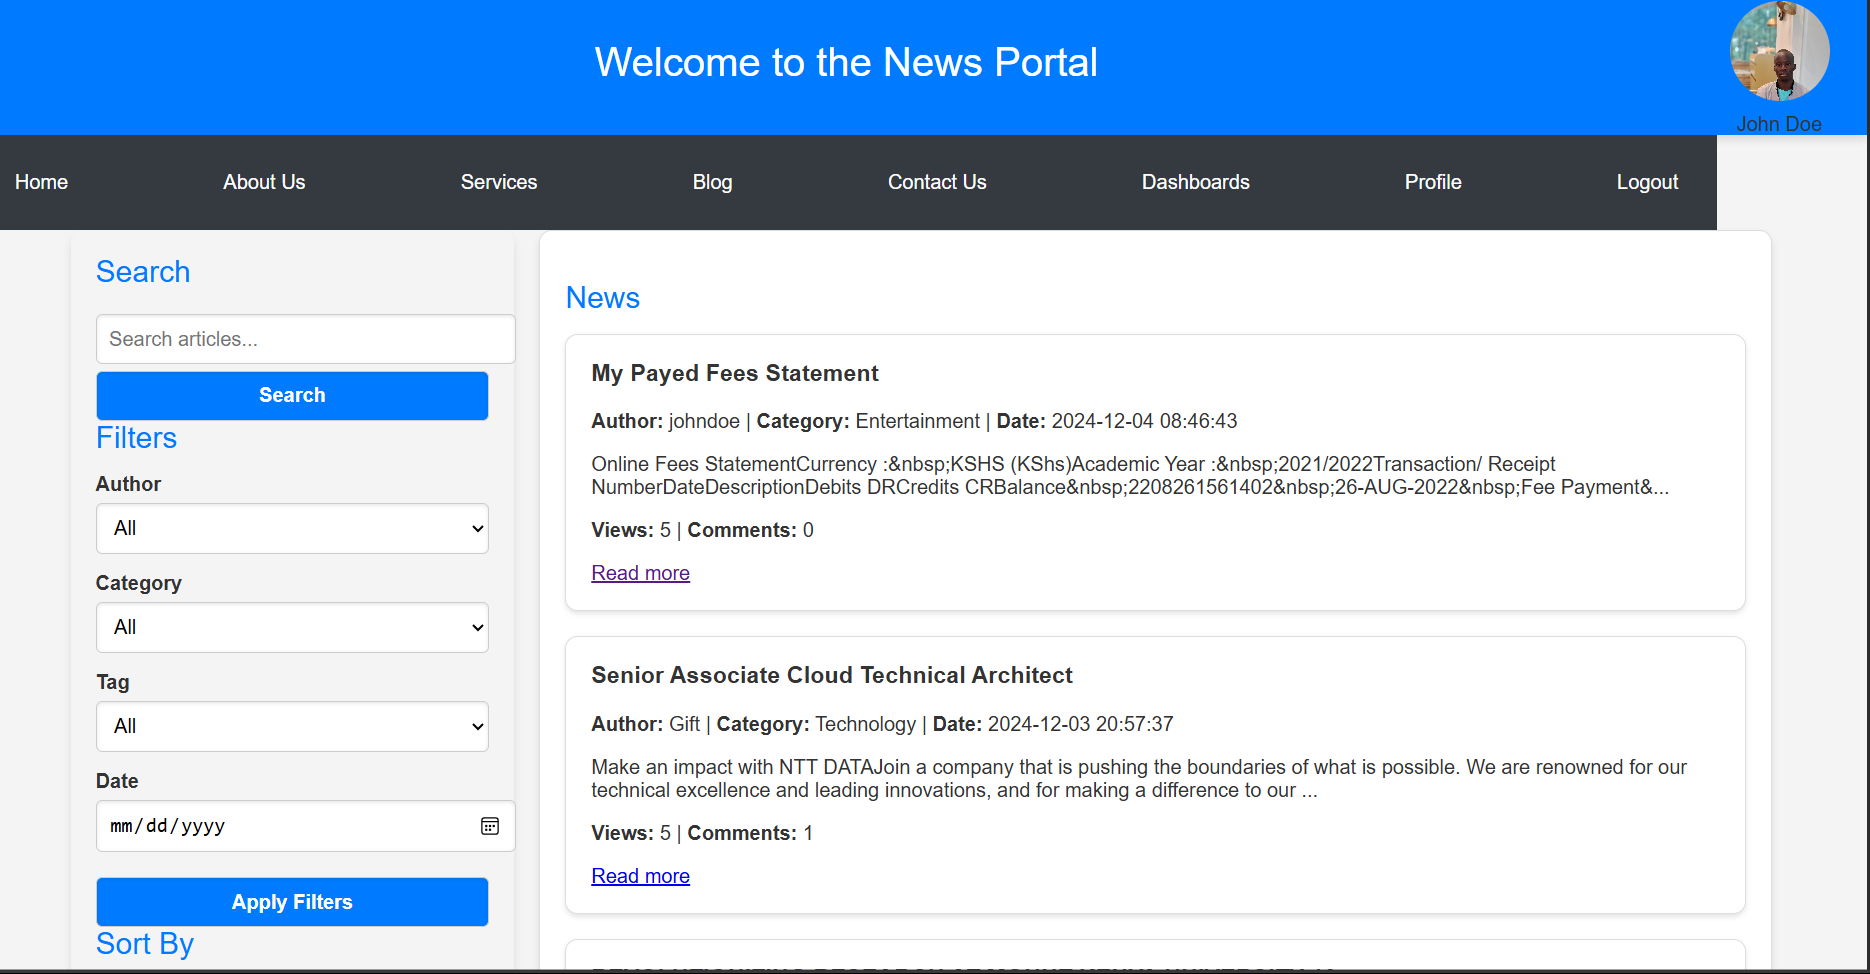 Welcome to the News Portal
John Doe
Home About Us Services Blog Contact Us Dashboards Profile Logout
Search
Search articles...
Search
Filters
Author
All
Category
All
Tag
All
Date
mm/dd/yyyy
Apply Filters
Sort By
News
My Payed Fees Statement
Author: johndoe | Category: Entertainment | Date: 2024-12-04 08:46:43
Online Fees StatementCurrency :&nbsp;KSHS (KShs)Academic Year :&nbsp;2021/2022Transaction/ Receipt
NumberDateDescriptionDebits DRCredits CRBalance&nbsp;2208261561402&nbsp;26-AUG-2022&nbsp;Fee Payment&...
Views: 5 | Comments: 0
Read more
Senior Associate Cloud Technical Architect
Author: Gift | Category: Technology | Date: 2024-12-03 20:57:37
Make an impact with NTT DATAJoin a company that is pushing the boundaries of what is possible. We are renowned for our
technical excellence and leading innovations, and for making a difference to our ...
Views: 5 | Comments: 1
Read more